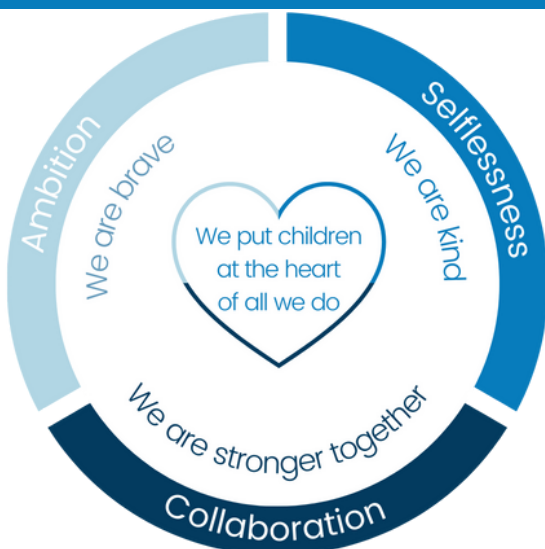 Ambition
We are brave
Selflessness
We are kind
We put children
at the heart
of all we do
We are stronger together
Collaboration